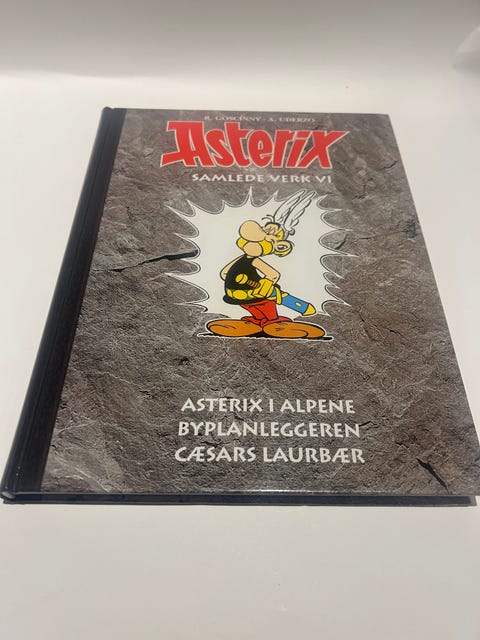 R. GOSCINNY • A. UDERZO
Asterix
SAMLEDE VERK VI
ASTERIX I ALPENE
BYPLANLEGGEREN
CÆSARS LAURBÆR